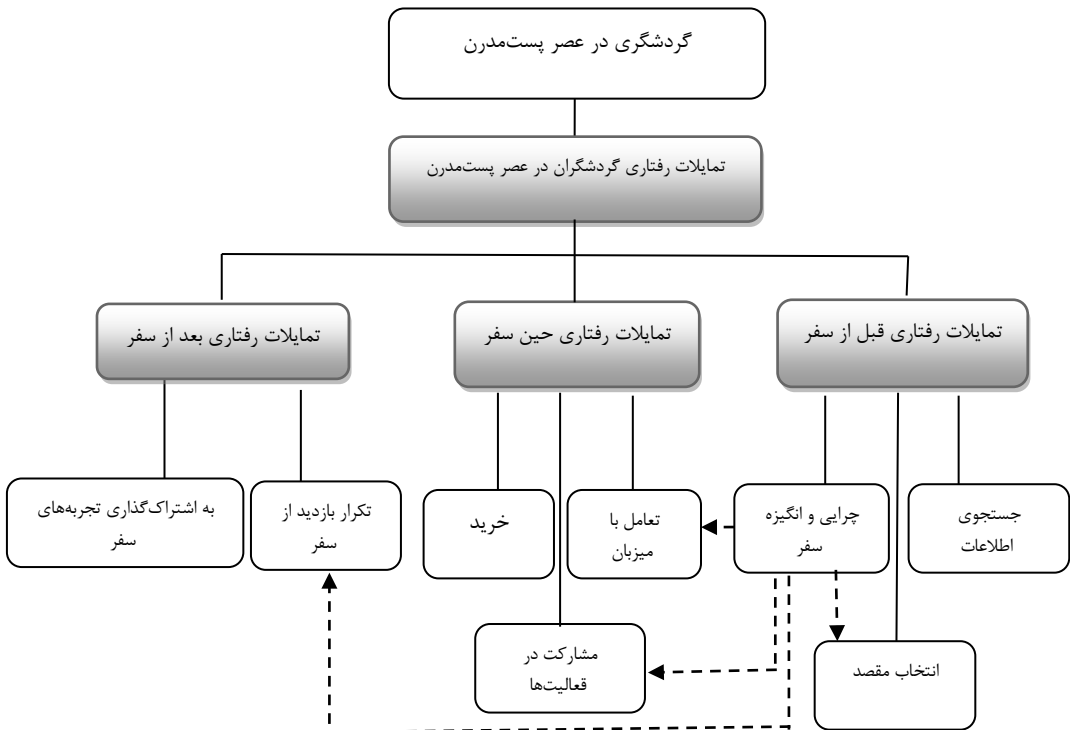 گردشگری در عصر پست‌مدرن
تمایلات رفتاری گردشگران در عصر پست‌مدرن
تمایلات رفتاری قبل از سفر
تمایلات رفتاری حین سفر
تمایلات رفتاری بعد از سفر
جستجوی
اطلاعات
چرایی و انگیزه
سفر
تعامل با
میزبان
خرید
تکرار بازدید از
سفر
به اشتراک‌گذاری تجربه‌های
سفر
انتخاب مقصد
مشارکت در
قعالیت‌ها